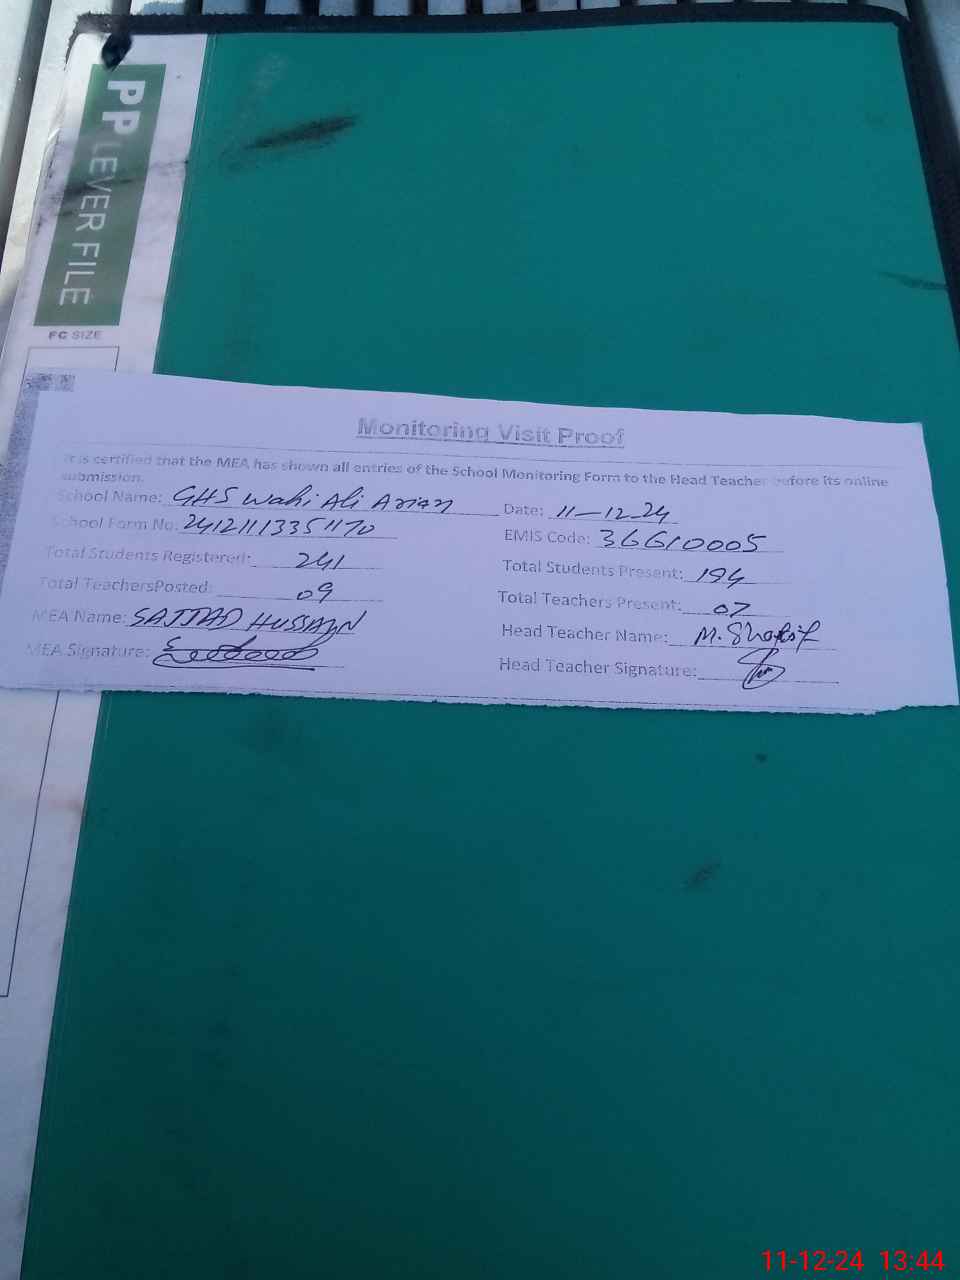 PP LEVER FILE
FC SIZE
Monitoring Visit Proof
It is certified that the MEA has shown all entries of the School Monitoring Form to the Head Teacher before its online
submission.
School Name: GHS Wahi Ali Arian Date: 11-12-24
School Form No: 24121113351170 EMIS Code: 36610005
Total Students Registered: 241 Total Students Present: 194
Total TeachersPosted: 09 Total Teachers Present: 07
MEA Name: SAJJAD HUSSAIN Head Teacher Name: M.
MEA Signature: Head Teacher Signature:
11-12-24 13:44